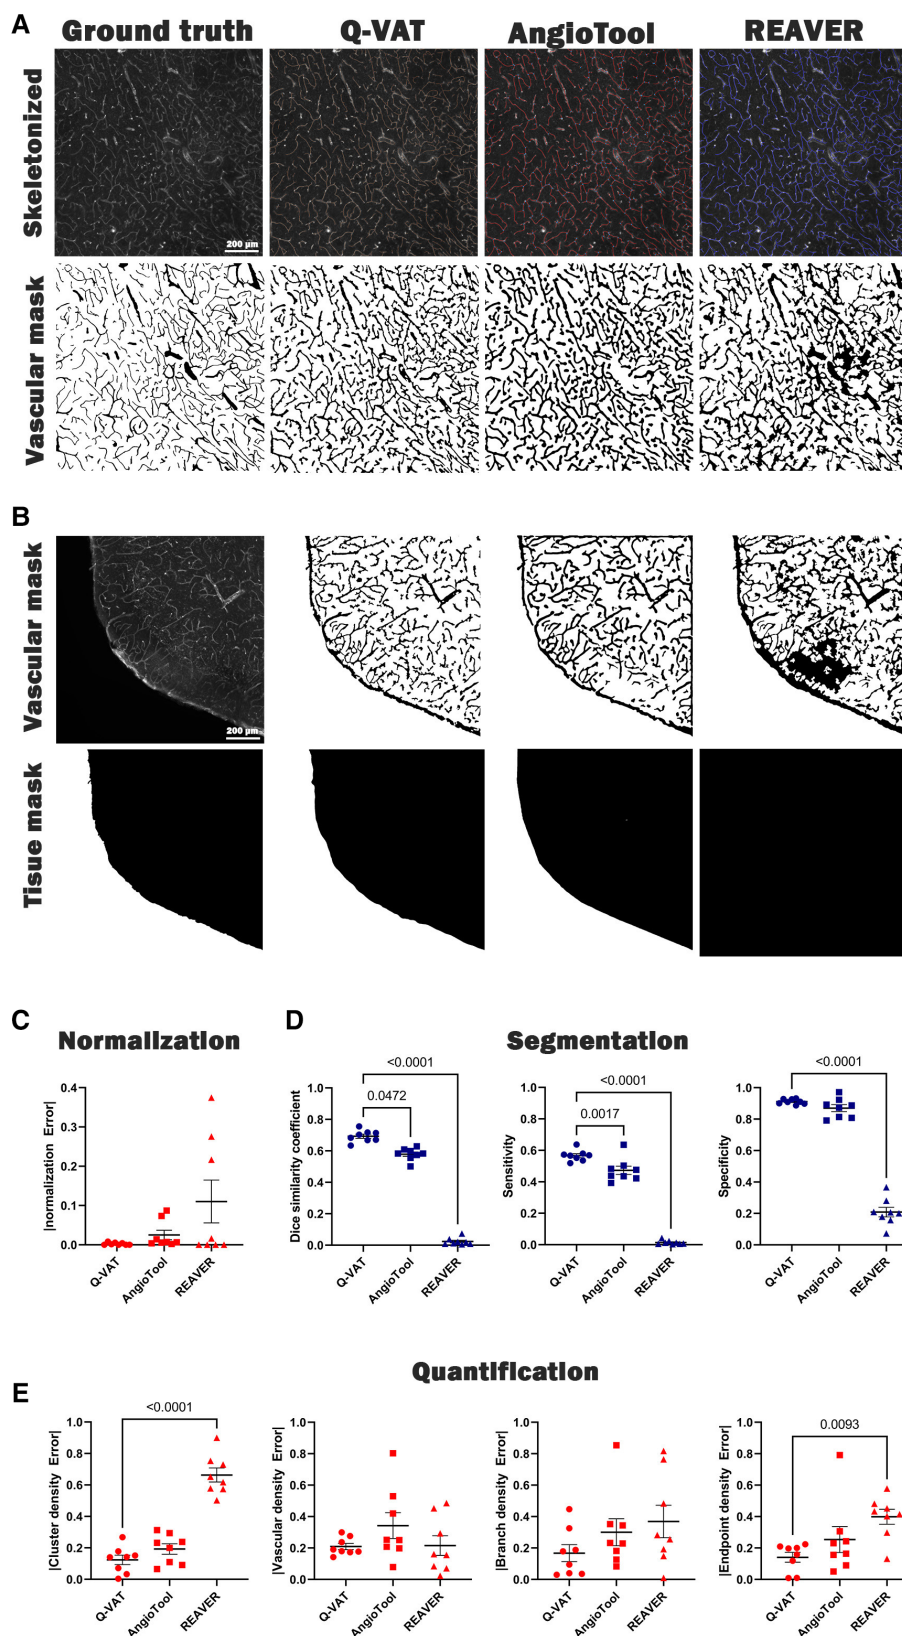 A
Ground truth
Q-VAT
AngioTool
REAVER
Skeletonized
200 µm
Vascular mask
B
Vascular mask
200 µm
Tissue mask
C
Normalization
|normalization Error|
0.4
0.3
0.2
0.1
0.0
Q-VAT
AngioTool
REAVER
D
Segmentation
Dice similarity coefficient
<0.0001
0.0472
1.0
0.8
0.6
0.4
0.2
0.0
Q-VAT
AngioTool
REAVER
Sensitivity
<0.0001
0.0017
1.0
0.8
0.6
0.4
0.2
0.0
Q-VAT
AngioTool
REAVER
Specificity
<0.0001
1.0
0.8
0.6
0.4
0.2
0.0
Q-VAT
AngioTool
REAVER
Quantification
E
|Cluster density Error|
<0.0001
1.0
0.8
0.6
0.4
0.2
0.0
Q-VAT
AngioTool
REAVER
|Vascular density Error|
1.0
0.8
0.6
0.4
0.2
0.0
Q-VAT
AngioTool
REAVER
|Branch density Error|
1.0
0.8
0.6
0.4
0.2
0.0
Q-VAT
AngioTool
REAVER
|Endpoint density Error|
0.0093
1.0
0.8
0.6
0.4
0.2
0.0
Q-VAT
AngioTool
REAVER